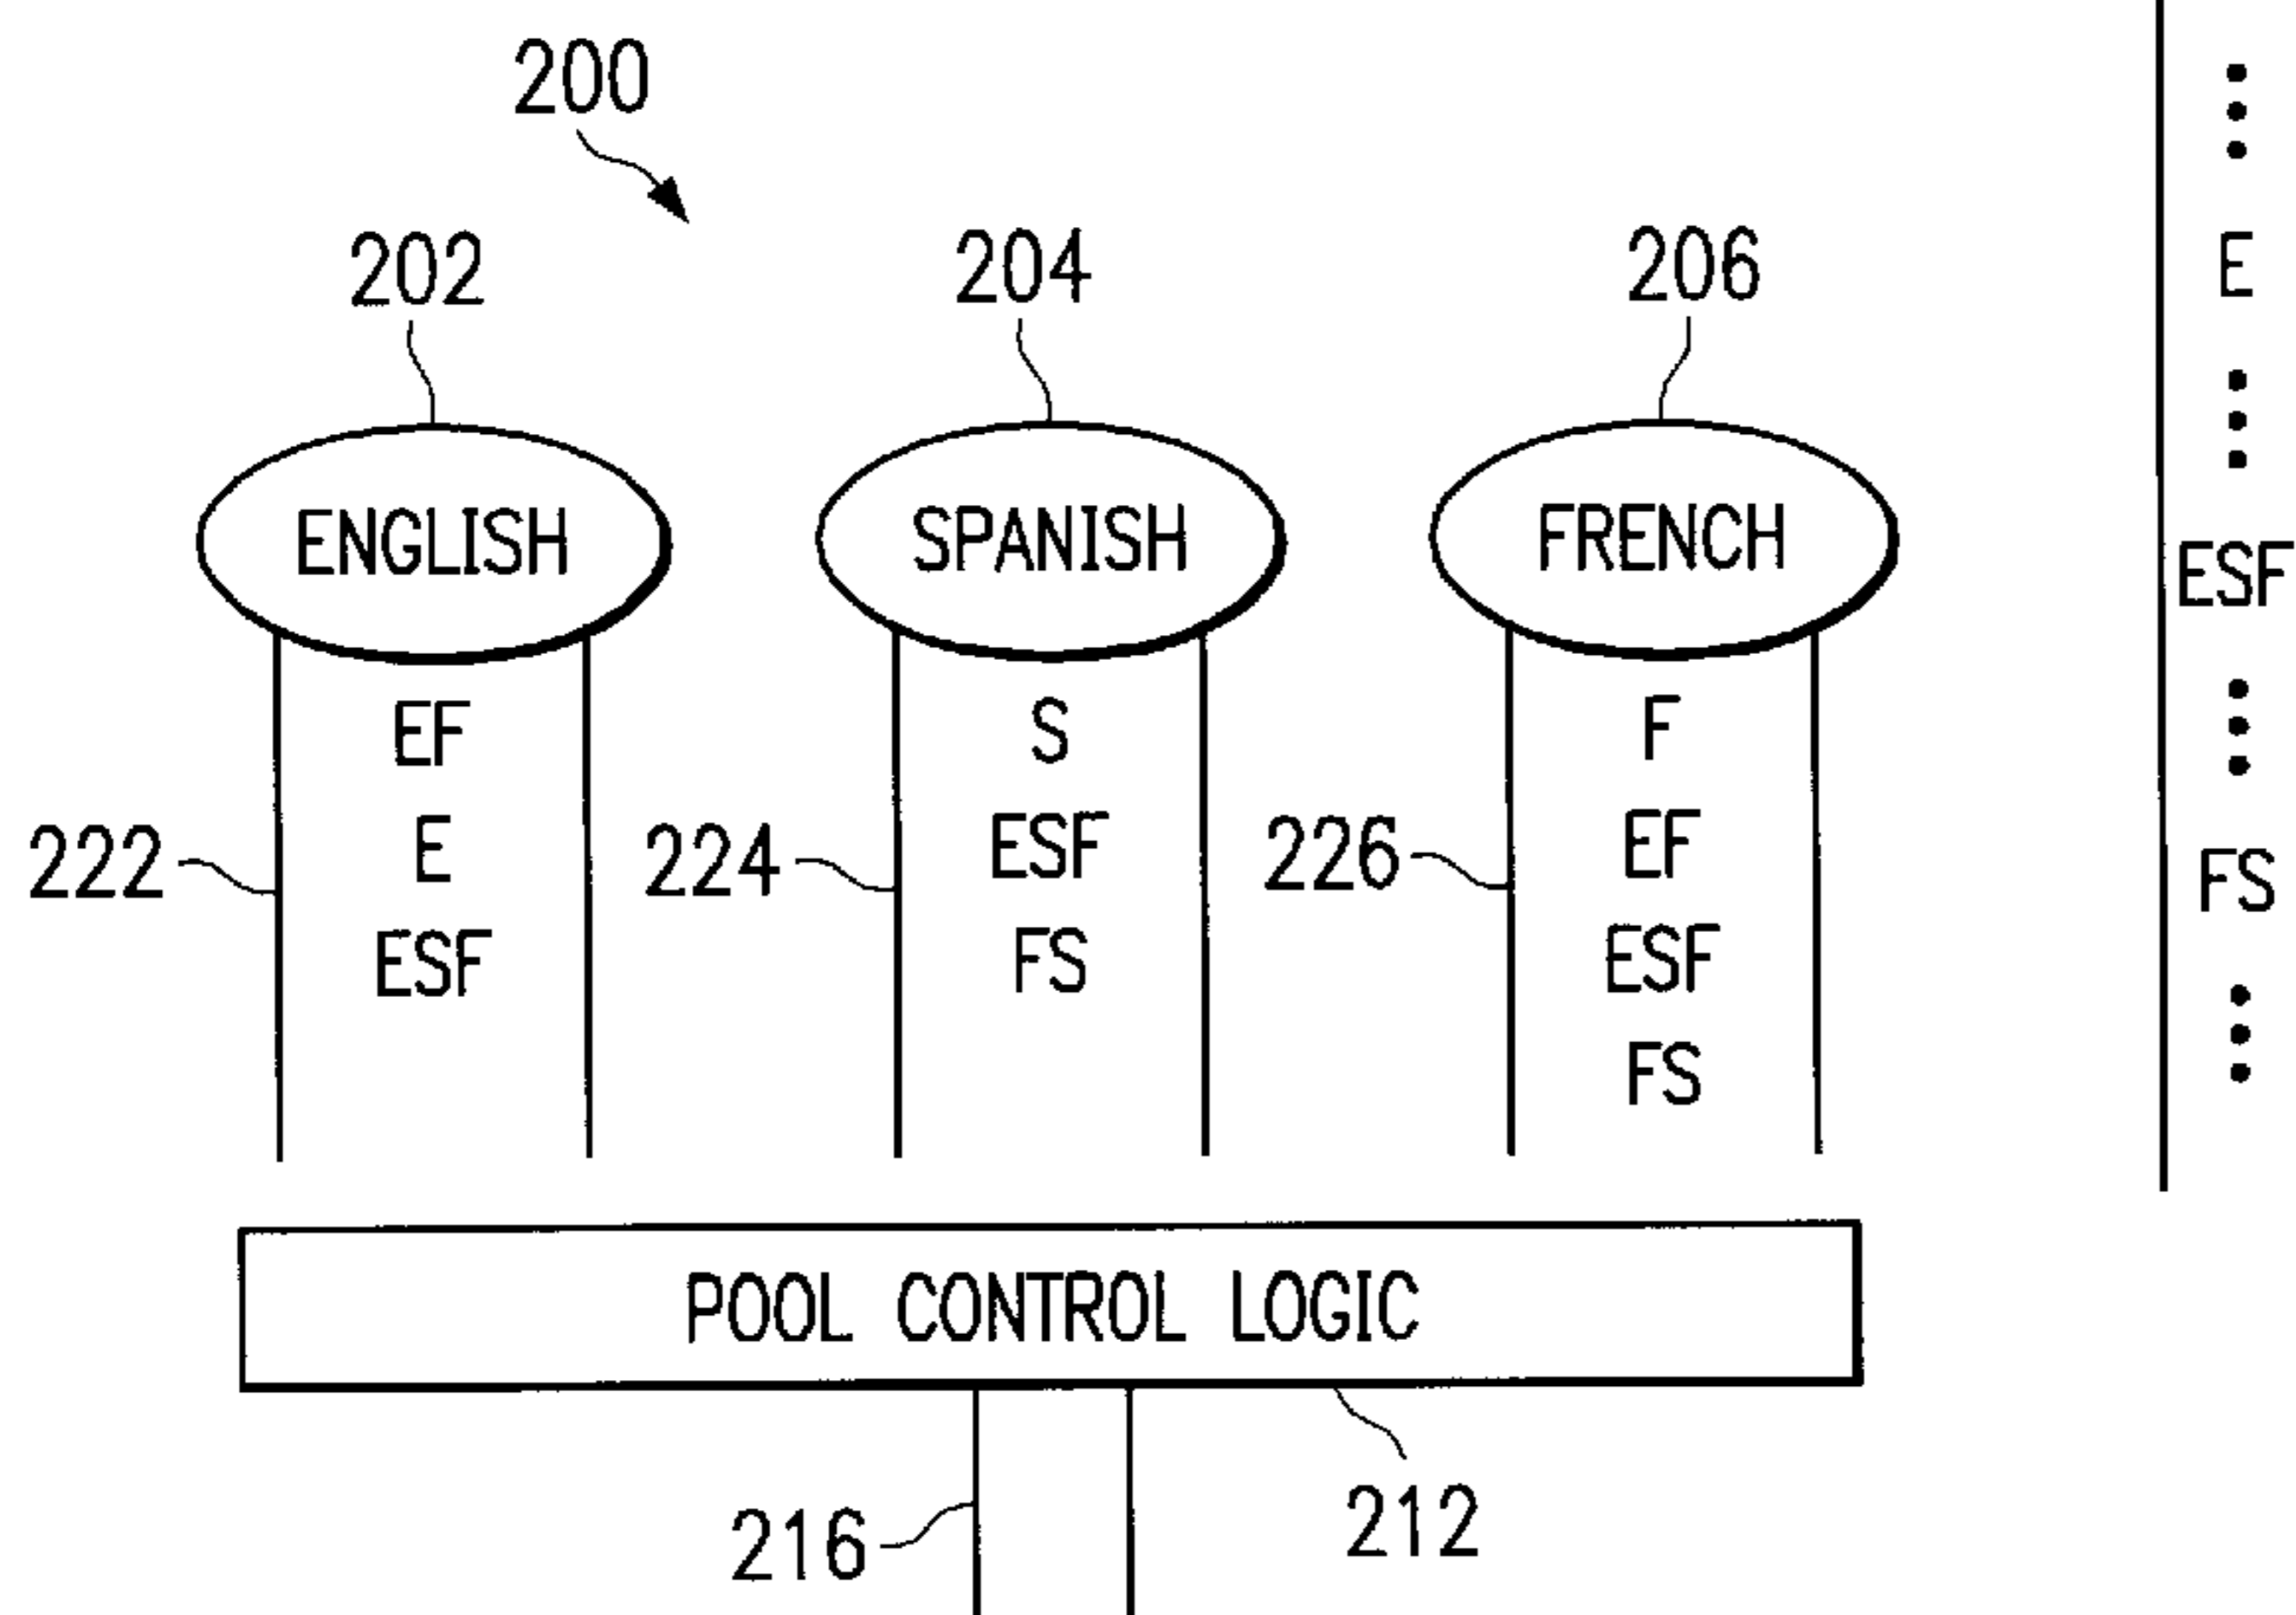 200
202
204
206
ENGLISH
SPANISH
FRENCH
EF
E
ESF
222
S
ESF
FS
224
F
EF
ESF
FS
226
POOL CONTROL LOGIC
216
212
E
ESF
FS